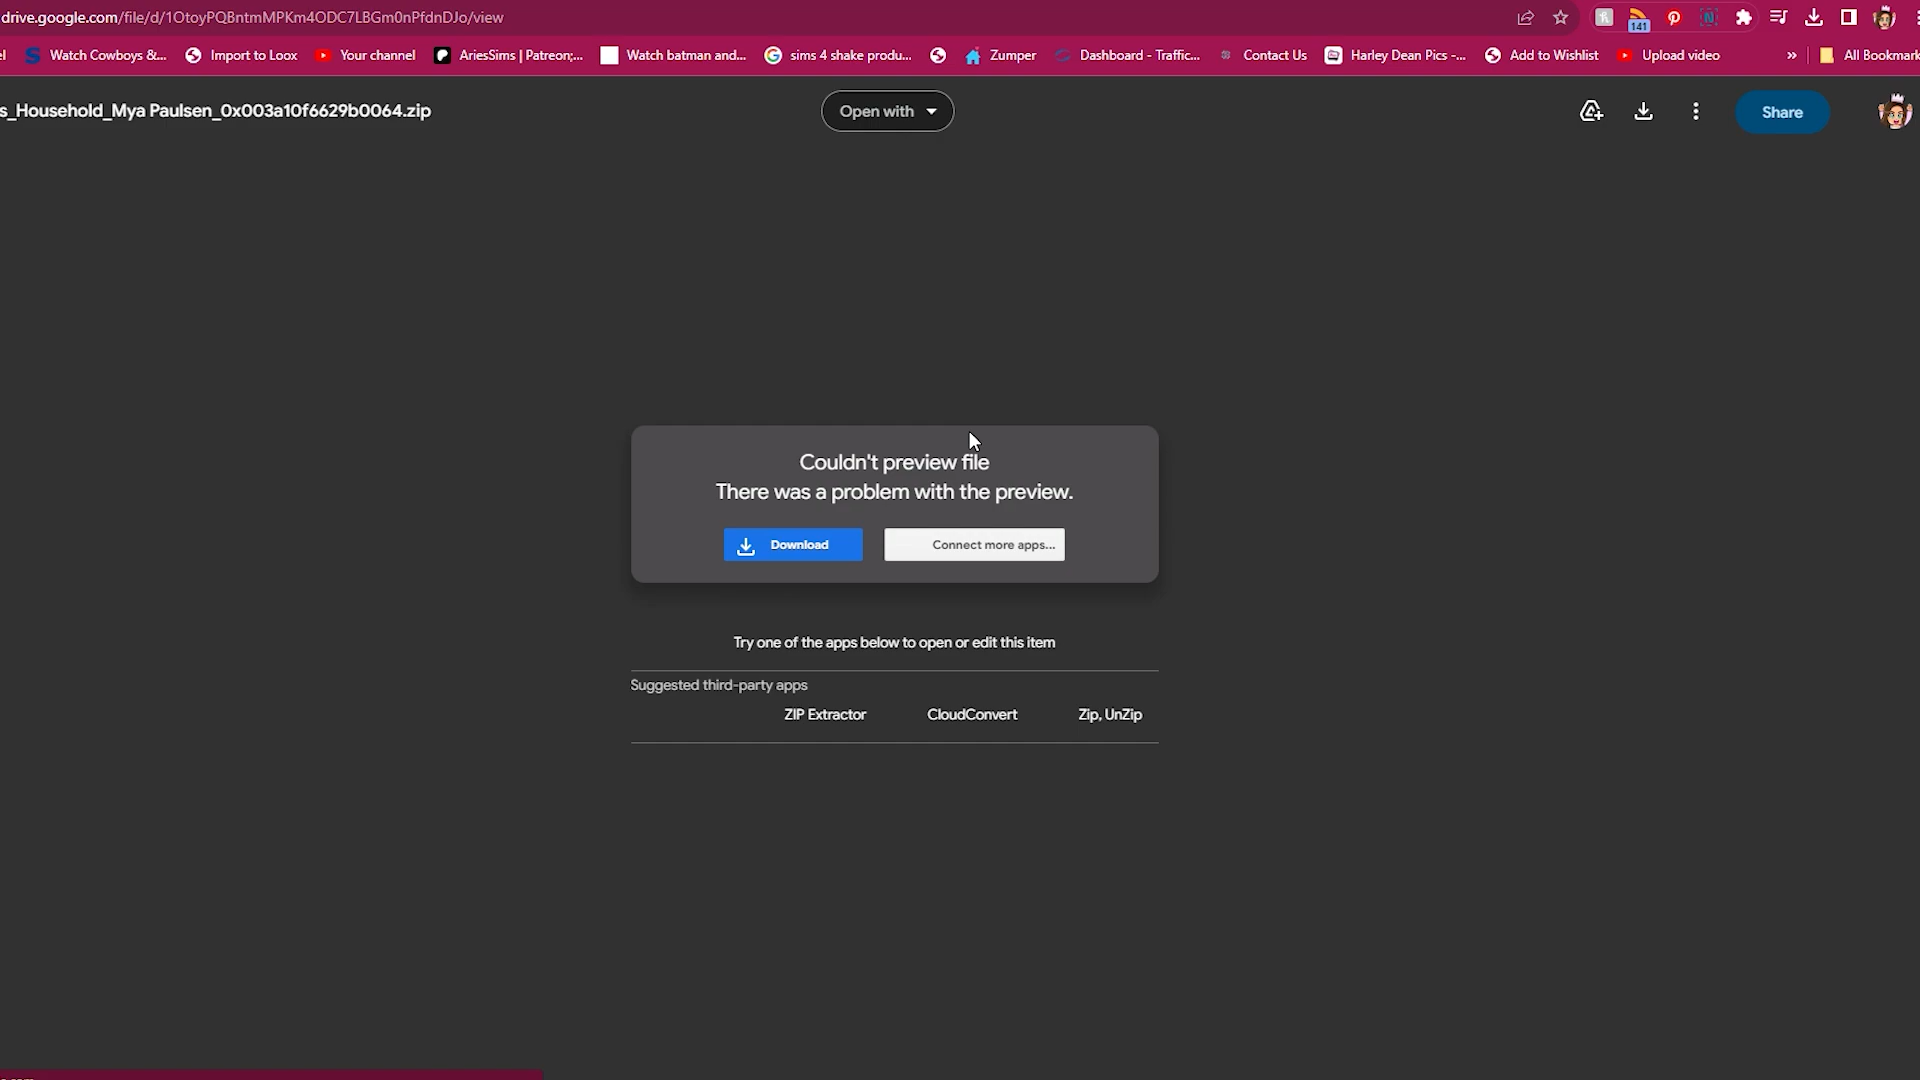 drive.google.com/file/d/1OtoyPQBntmMPKm4ODC7LBGm0nPfdnDJo/view
141
Watch Cowboys &... Import to Loox Your channel AriesSims | Patreon;... Watch batman and... sims 4 shake produ... Zumper Dashboard - Traffic... Contact Us Harley Dean Pics -... Add to Wishlist Upload video » All Bookmark
s_Household_Mya Paulsen_0x003a10f6629b0064.zip Open with Share
Couldn't preview file
There was a problem with the preview.
Download Connect more apps...
Try one of the apps below to open or edit this item
Suggested third-party apps
ZIP Extractor CloudConvert Zip, UnZip